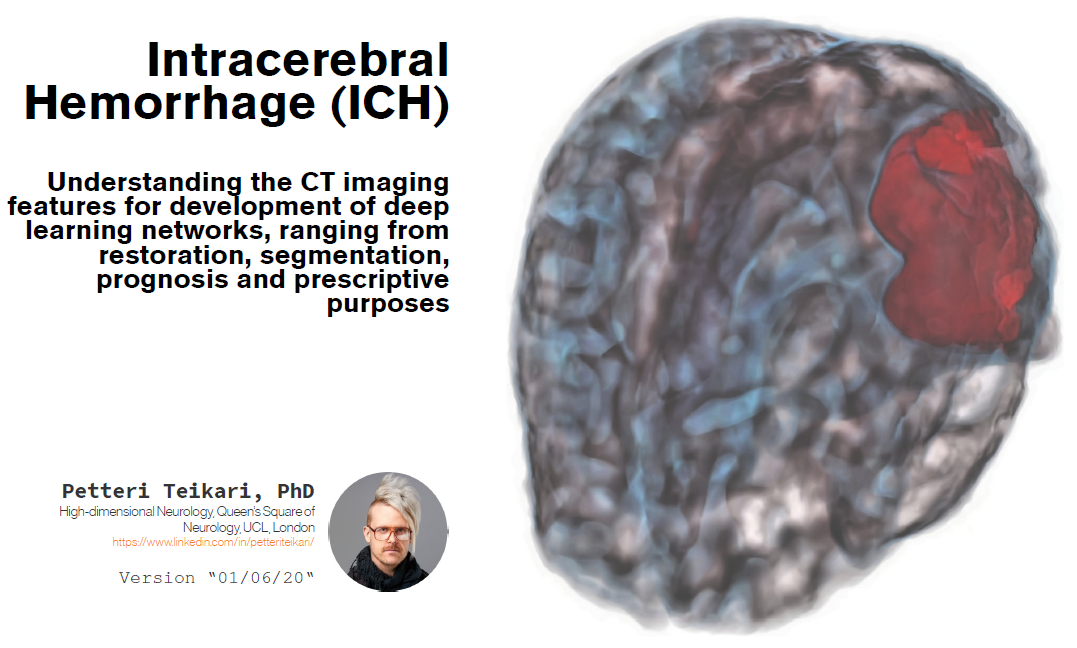 Intracerebral
Hemorrhage (ICH)
Understanding the CT imaging
features for development of deep
learning networks, ranging from
restoration, segmentation,
prognosis and prescriptive
purposes
Petteri Teikari, PhD
High-dimensional Neurology, Queen's Square of
Neurology, UCL, London
https://www.linkedin.com/in/petteriteikari/
Version "01/06/20"